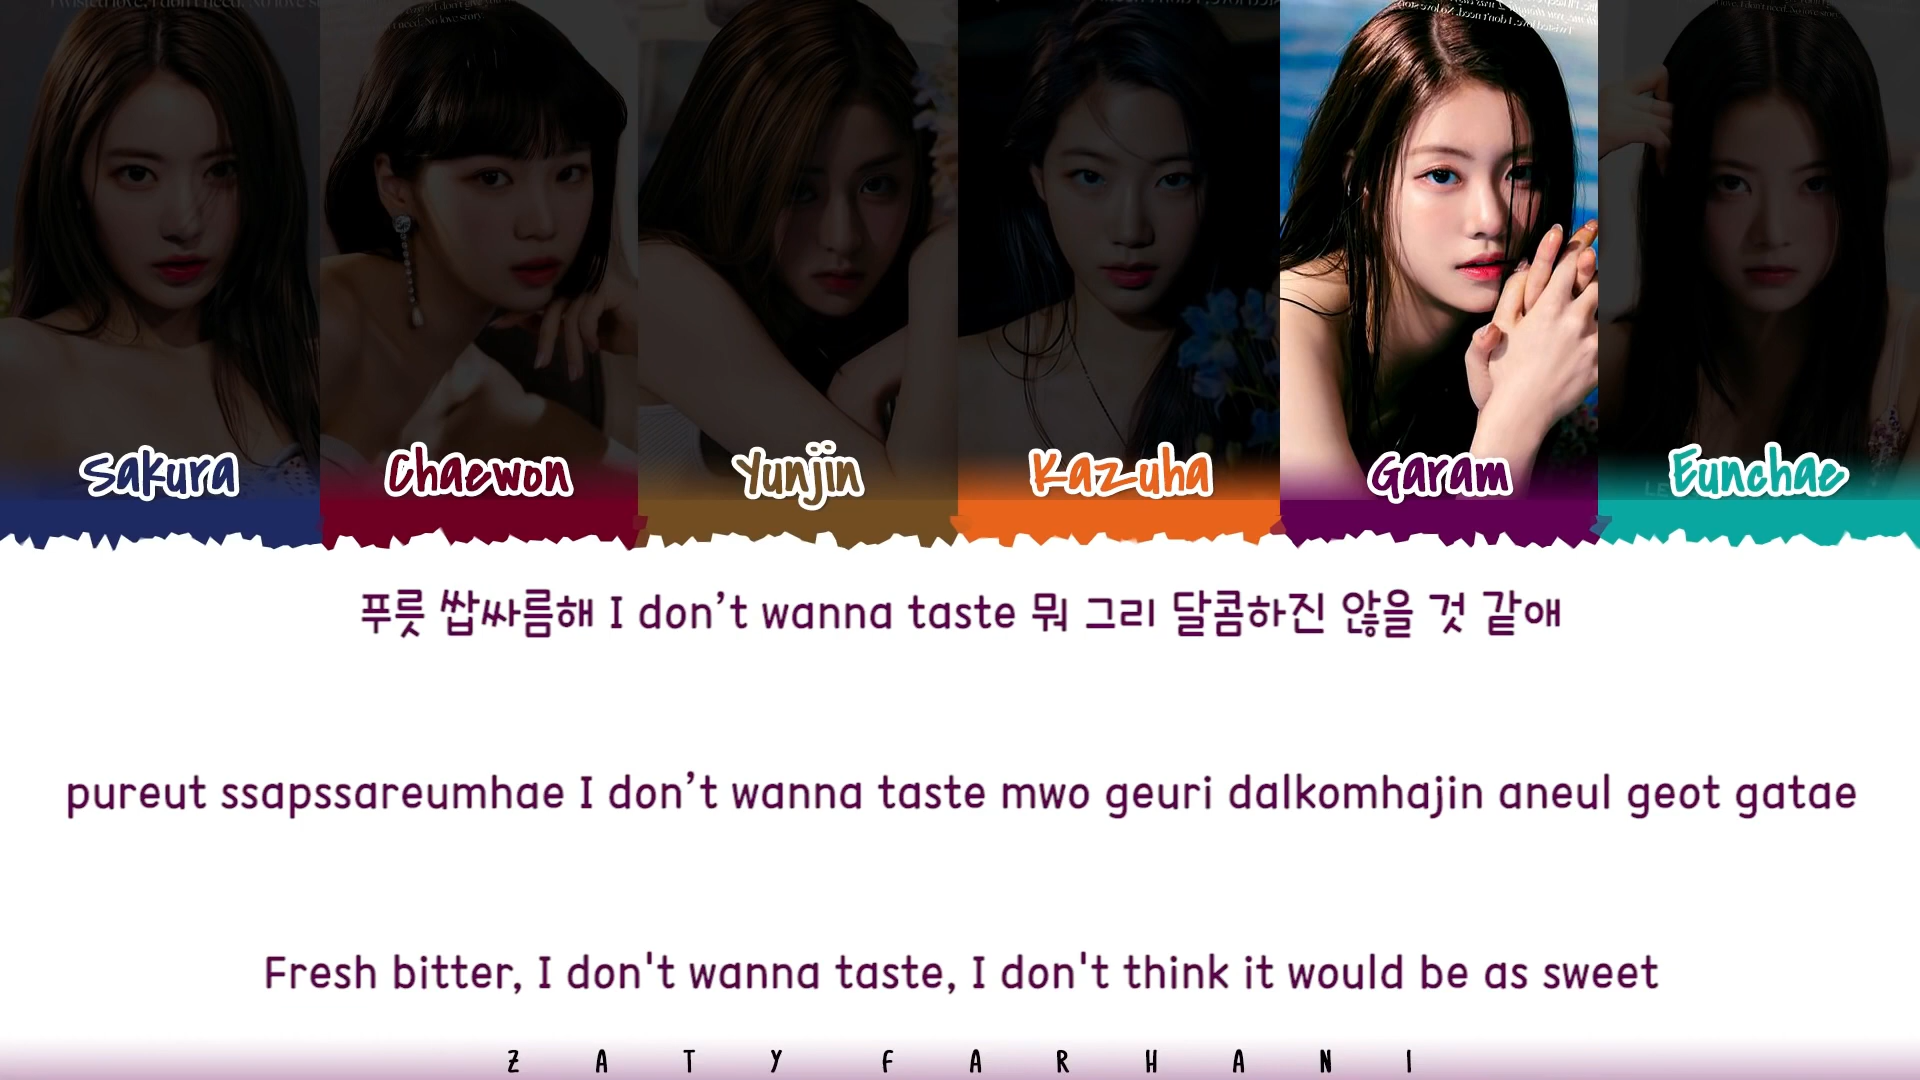 Sakura
Chaewon
Yunjin
Kazuha
Garam
Eunchae
푸릇 쌉싸름해 I don’t wanna taste 뭐 그리 달콤하진 않을 것 같애
pureut ssapssareumhae I don’t wanna taste mwo geuri dalkomhajin aneul geot gatae
Fresh bitter, I don't wanna taste, I don't think it would be as sweet
ZATY FARHANI